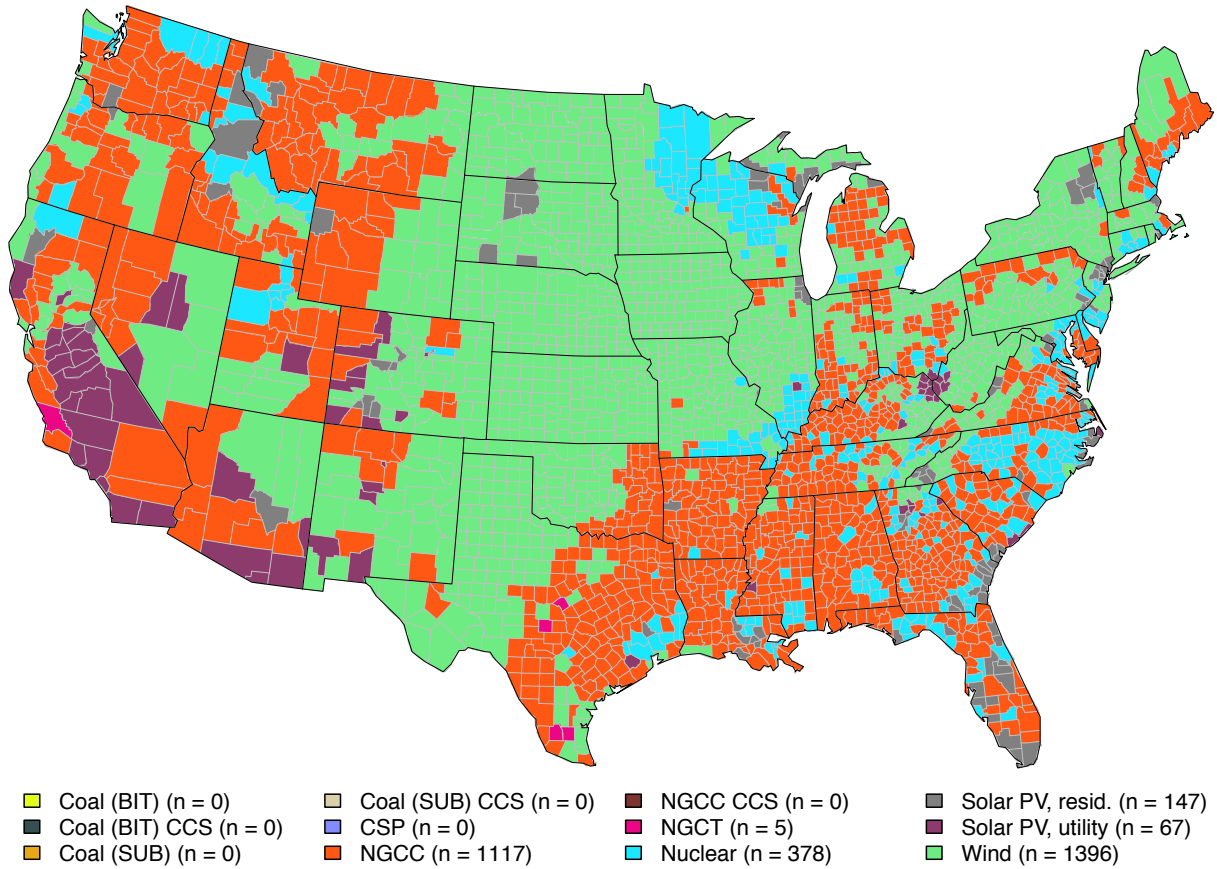 Coal (BIT) (n = 0)
Coal (BIT) CCS (n = 0)
Coal (SUB) (n = 0)
Coal (SUB) CCS (n = 0)
CSP (n = 0)
NGCC (n = 1117)
NGCC CCS (n = 0)
NGCT (n = 5)
Nuclear (n = 378)
Solar PV, resid. (n = 147)
Solar PV, utility (n = 67)
Wind (n = 1396)